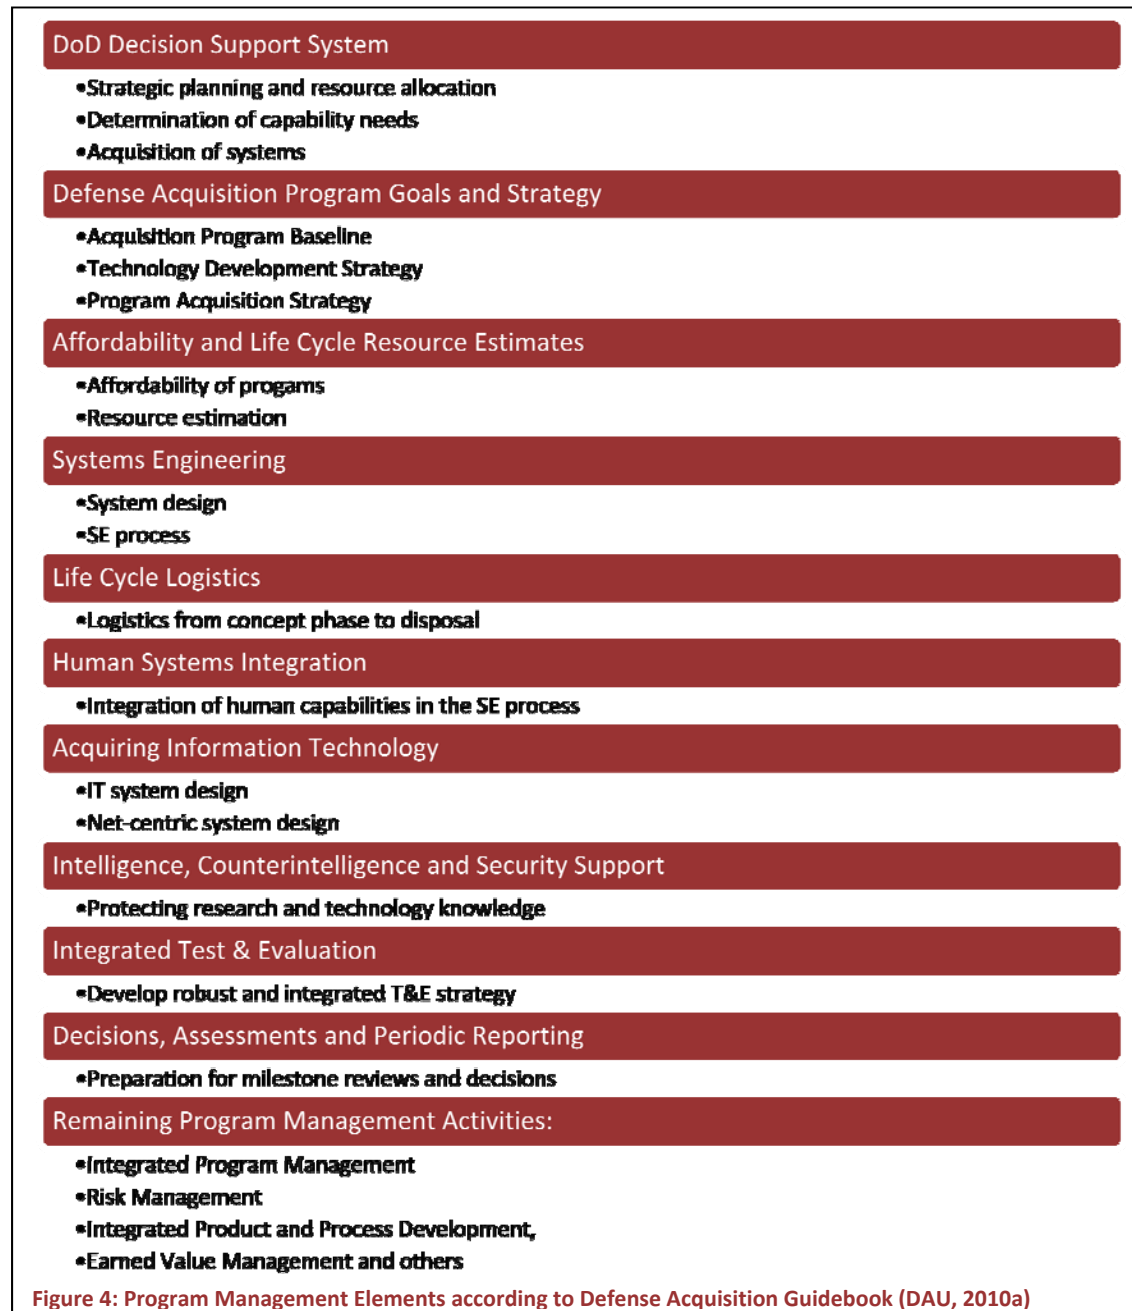 DoD Decision Support System
•Strategic planning and resource allocation
•Determination of capability needs
•Acquisition of systems
Defense Acquisition Program Goals and Strategy
•Acquisition Program Baseline
•Technology Development Strategy
•Program Acquisition Strategy
Affordability and Life Cycle Resource Estimates
•Affordability of progams
•Resource estimation
Systems Engineering
•System design
•SE process
Life Cycle Logistics
•Logistics from concept phase to disposal
Human Systems Integration
•Integration of human capabilities in the SE process
Acquiring Information Technology
•IT system design
•Net-centric system design
Intelligence, Counterintelligence and Security Support
•Protecting research and technology knowledge
Integrated Test & Evaluation
•Develop robust and integrated T&E strategy
Decisions, Assessments and Periodic Reporting
•Preparation for milestone reviews and decisions
Remaining Program Management Activities:
•Integrated Program Management
•Risk Management
•Integrated Product and Process Development,
•Earned Value Management and others
Figure 4: Program Management Elements according to Defense Acquisition Guidebook (DAU, 2010a)